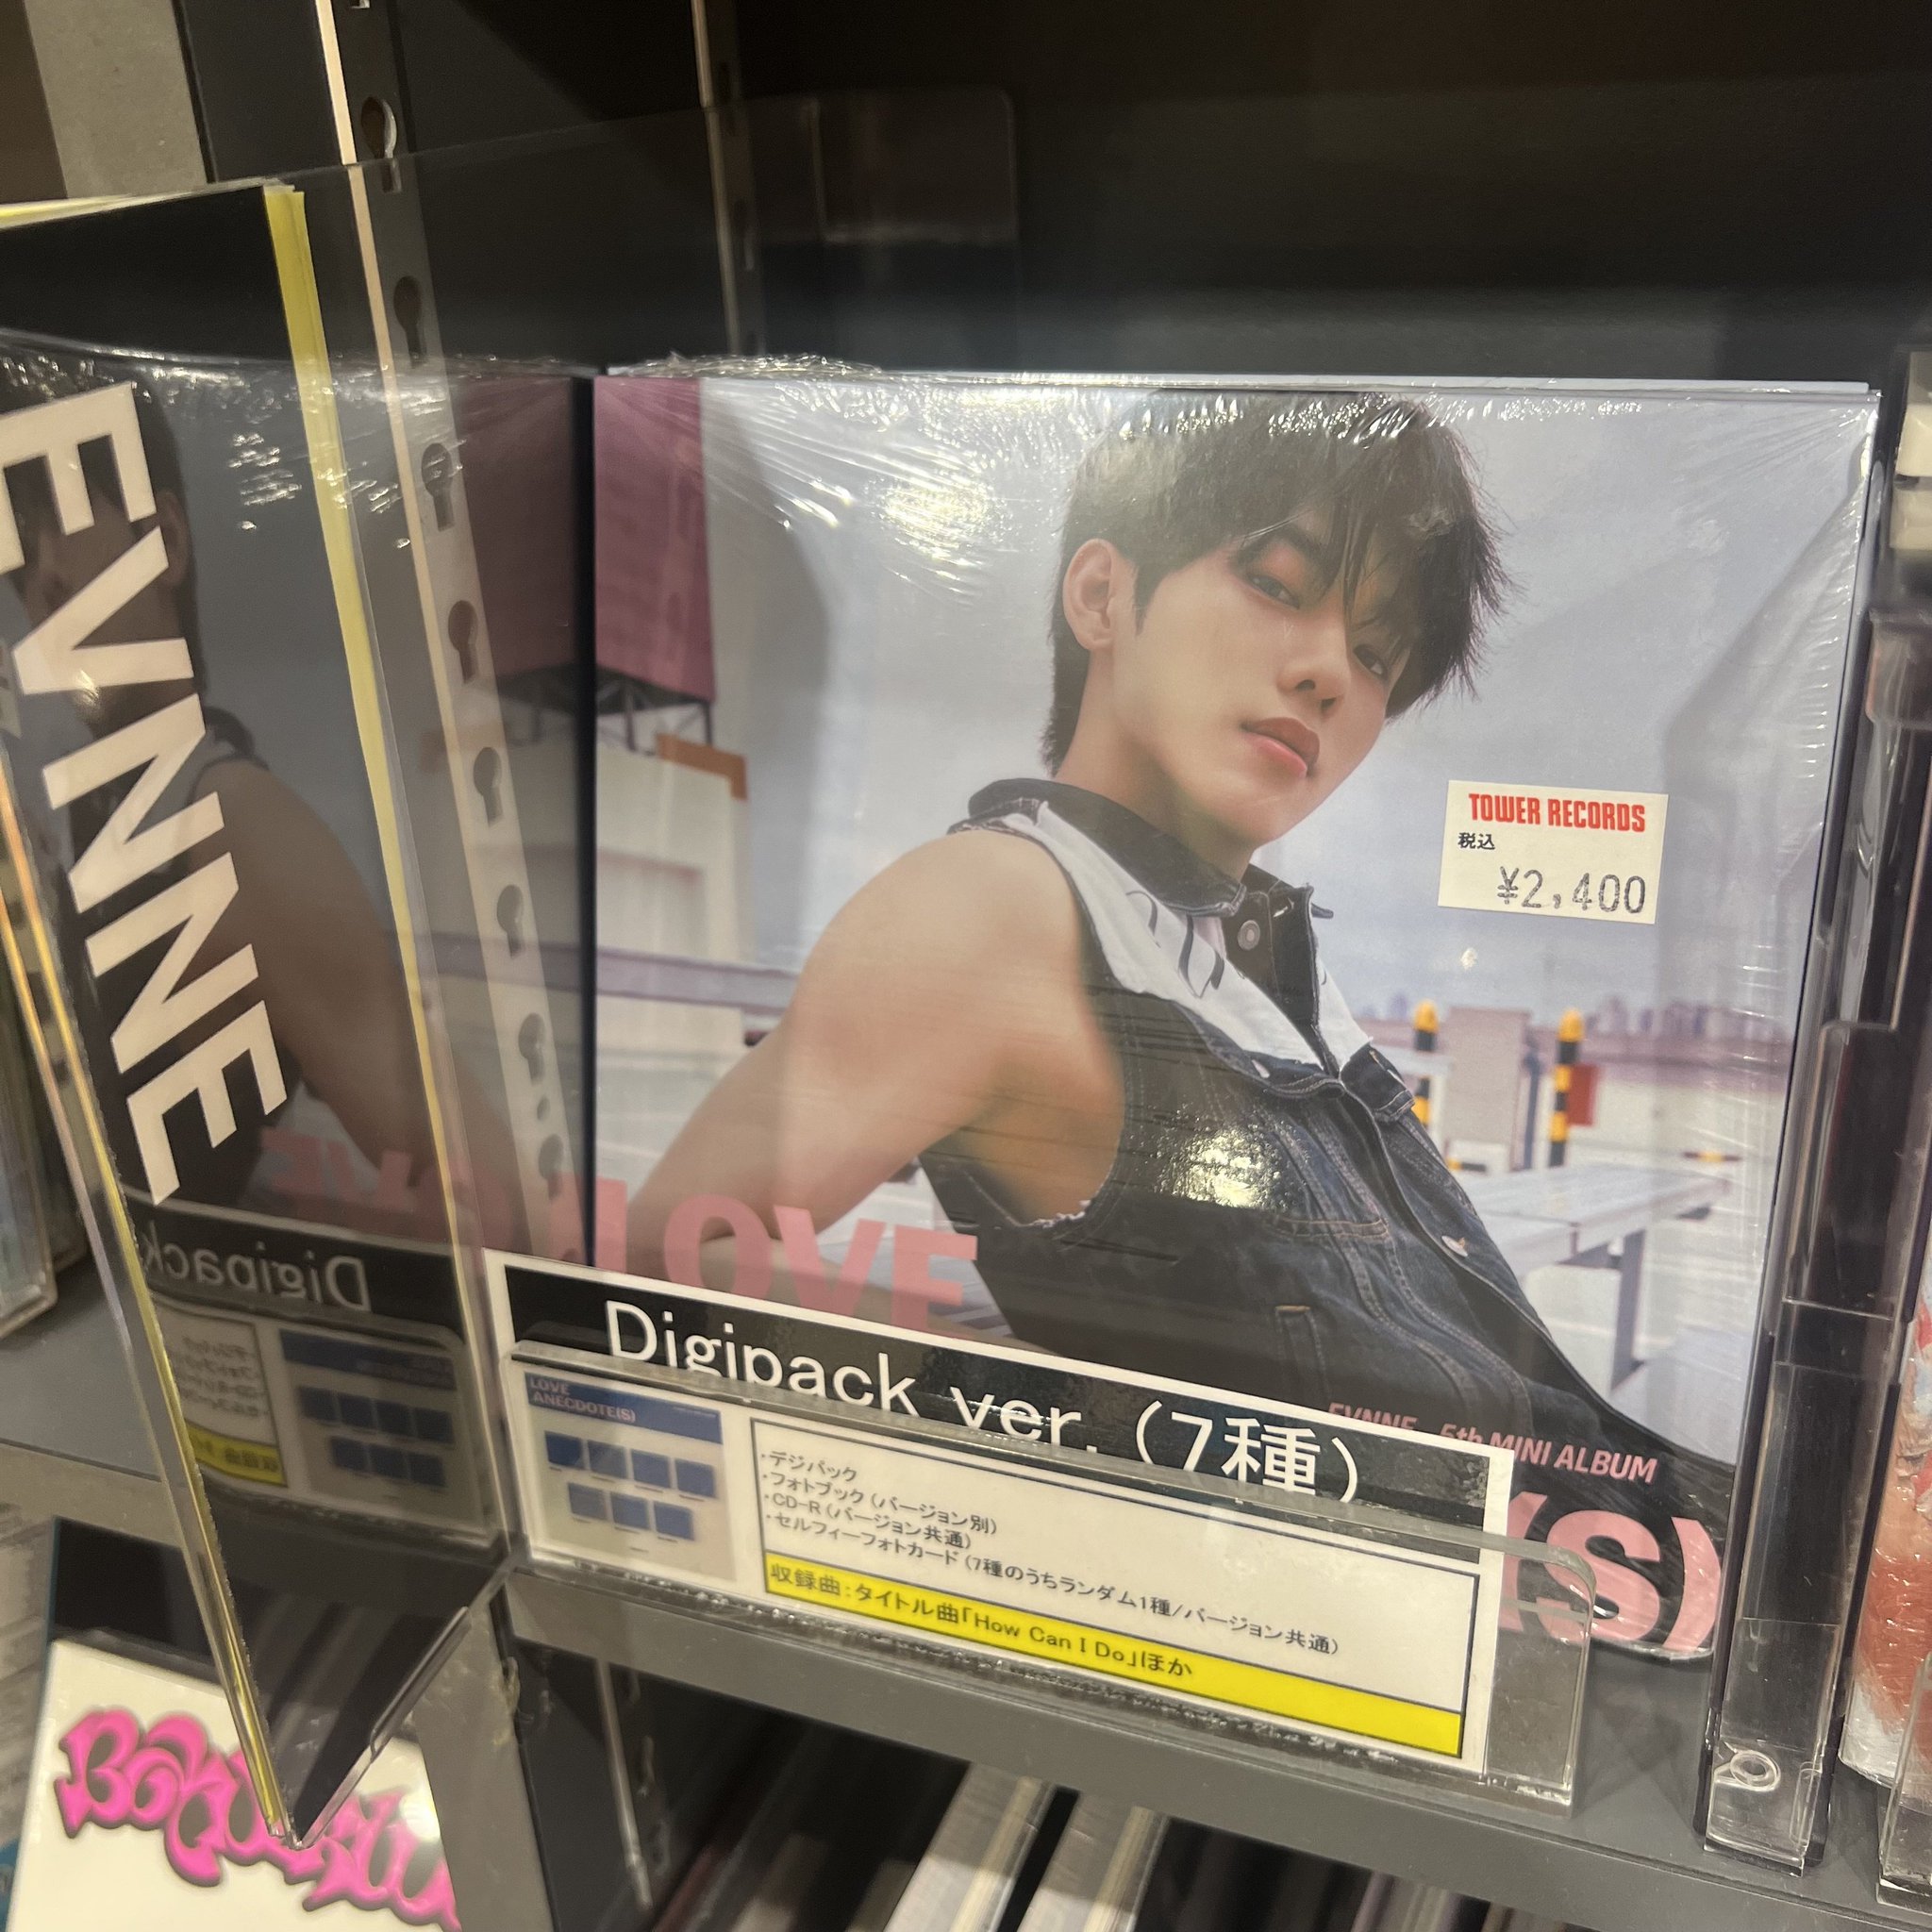 EVNNE
TOWER RECORDS
税込
¥2,400
LOVE
EVNNE 5th MINI ALBUM
(S)
Digipack ver. (7種)
LOVE
ANECDOTE(S)
・デジパック
・フォトブック (バージョン別)
・CD-R (バージョン共通)
・セルフィーフォトカード (7種のうちランダム1種/バージョン共通)
収録曲:タイトル曲「How Can I Do」ほか
Digipack